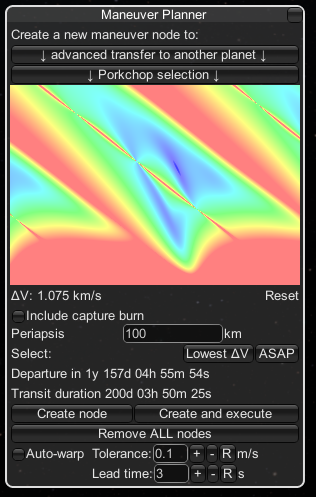 Maneuver Planner
Create a new maneuver node to:
↓ advanced transfer to another planet ↓
↓ Porkchop selection ↓
ΔV: 1.075 km/s Reset
Include capture burn
Periapsis 100 km
Select: Lowest ΔV ASAP
Departure in 1y 157d 04h 55m 54s
Transit duration 200d 03h 50m 25s
Create node Create and execute
Remove ALL nodes
Auto-warp Tolerance: 0.1 + - R m/s
Lead time: 3 + - R s